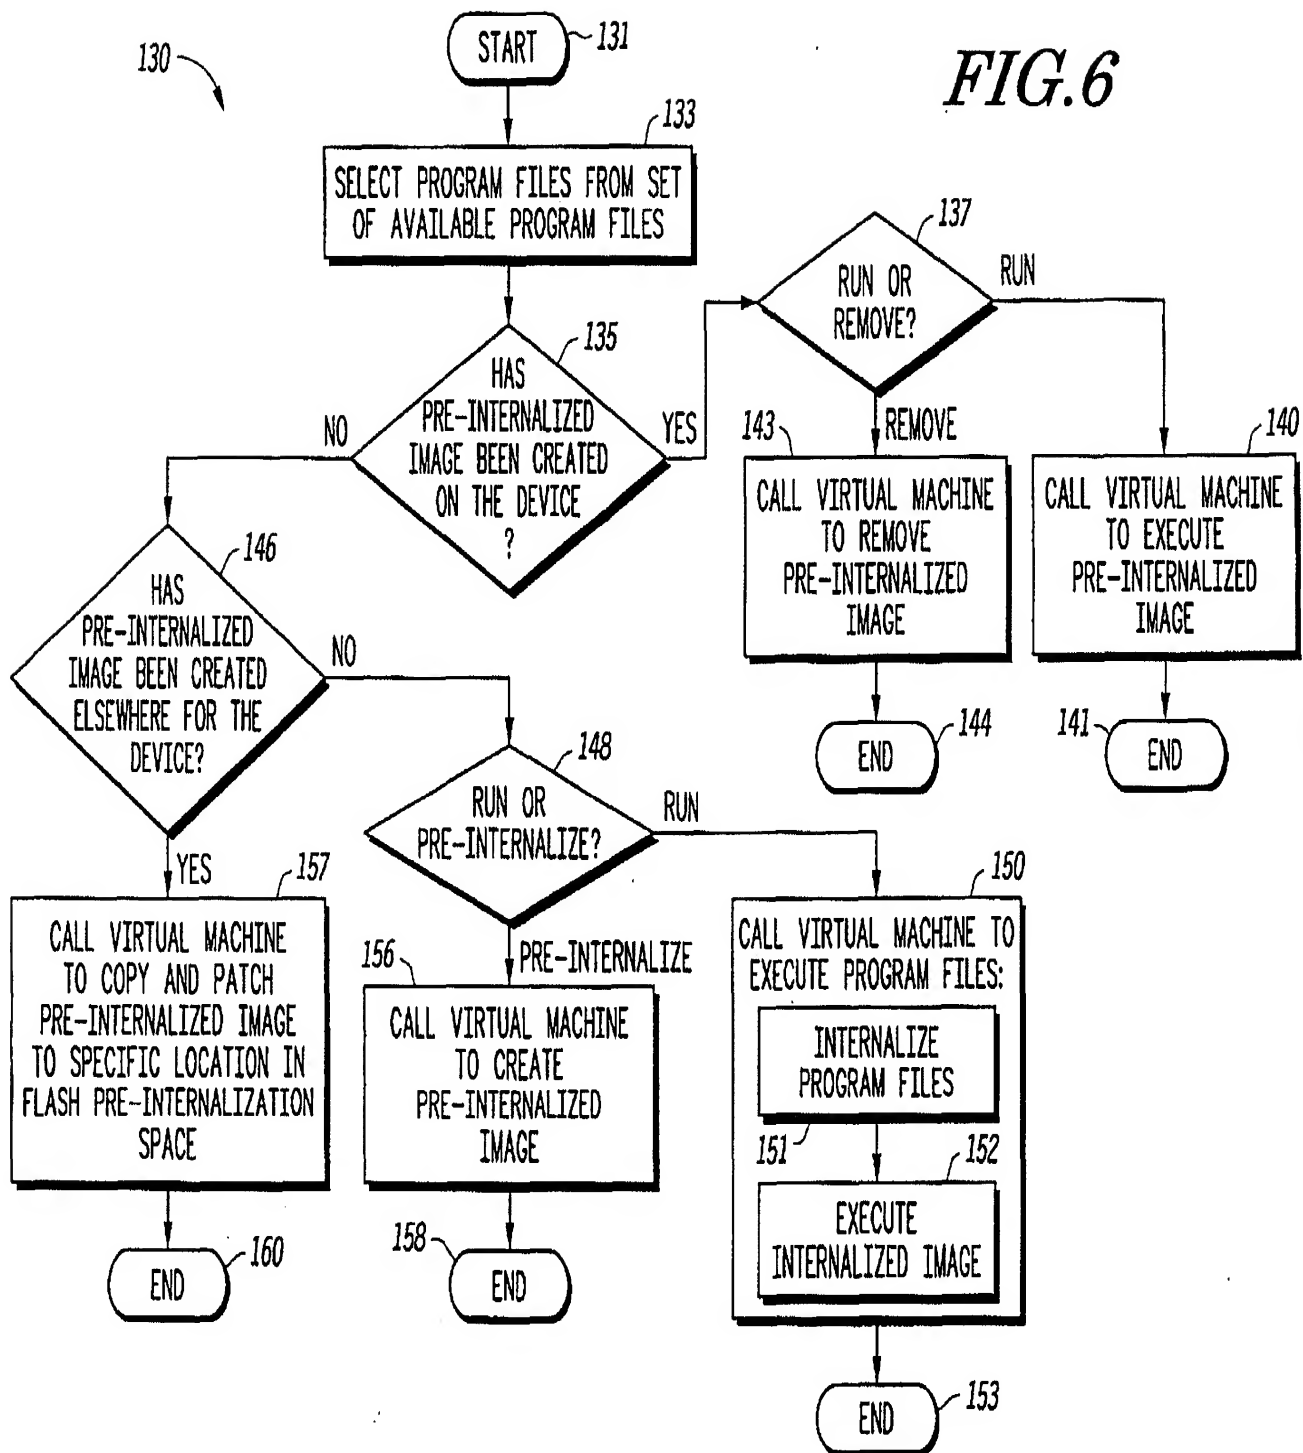 FIG.6
130
START
131
133
SELECT PROGRAM FILES FROM SET
OF AVAILABLE PROGRAM FILES
135
HAS
PRE-INTERNALIZED
IMAGE BEEN CREATED
ON THE DEVICE
?
NO
YES
137
RUN OR
REMOVE?
RUN
REMOVE
143
CALL VIRTUAL MACHINE
TO REMOVE
PRE-INTERNALIZED
IMAGE
140
CALL VIRTUAL MACHINE
TO EXECUTE
PRE-INTERNALIZED
IMAGE
END
144
141
END
146
HAS
PRE-INTERNALIZED
IMAGE BEEN CREATED
ELSEWHERE FOR THE
DEVICE?
NO
YES
148
RUN OR
PRE-INTERNALIZE?
RUN
PRE-INTERNALIZE
157
CALL VIRTUAL MACHINE
TO COPY AND PATCH
PRE-INTERNALIZED IMAGE
TO SPECIFIC LOCATION IN
FLASH PRE-INTERNALIZATION
SPACE
156
CALL VIRTUAL MACHINE
TO CREATE
PRE-INTERNALIZED
IMAGE
150
CALL VIRTUAL MACHINE TO
EXECUTE PROGRAM FILES:
INTERNALIZE
PROGRAM FILES
151
152
EXECUTE
INTERNALIZED IMAGE
END
160
158
END
END
153